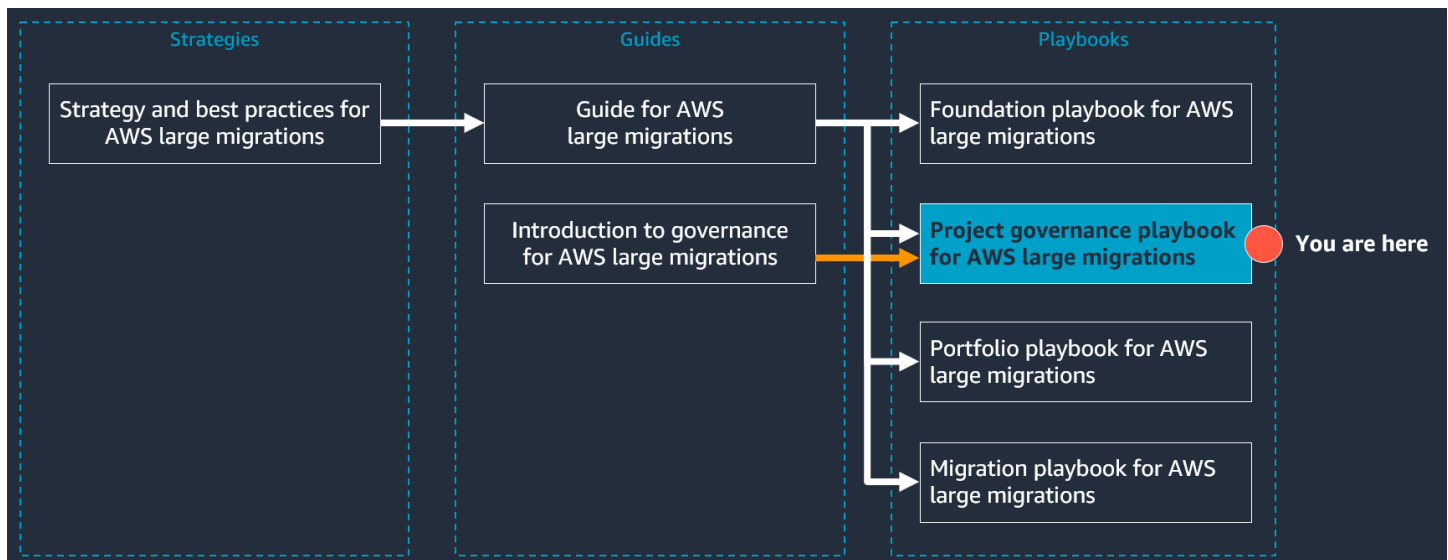 Strategies
Guides
Playbooks
Strategy and best practices for
AWS large migrations
Guide for AWS
large migrations
Foundation playbook for AWS
large migrations
Introduction to governance
for AWS large migrations
Project governance playbook
for AWS large migrations
You are here
Portfolio playbook for AWS
large migrations
Migration playbook for AWS
large migrations